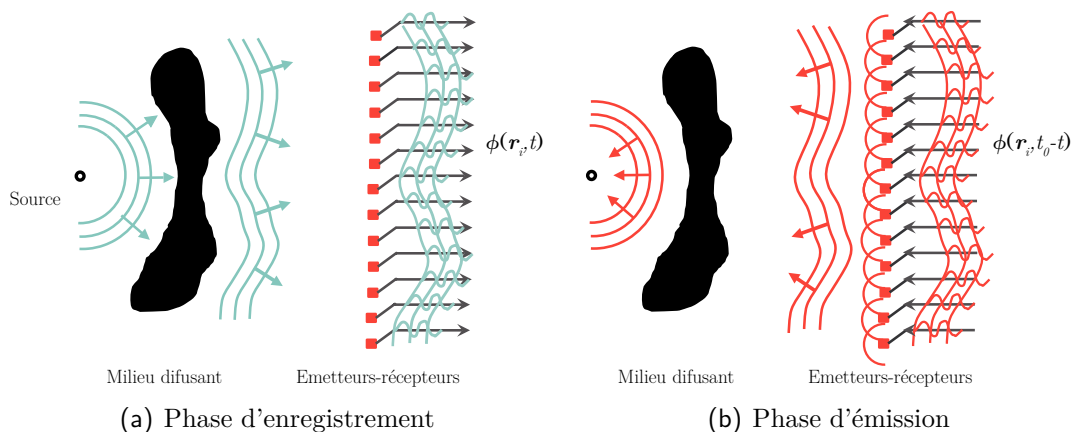 Source
ϕ(r_i,t)
Milieu difusant
Emetteurs-récepteurs
(a) Phase d'enregistrement
ϕ(r_i,t_0-t)
Milieu difusant
Emetteurs-récepteurs
(b) Phase d'émission